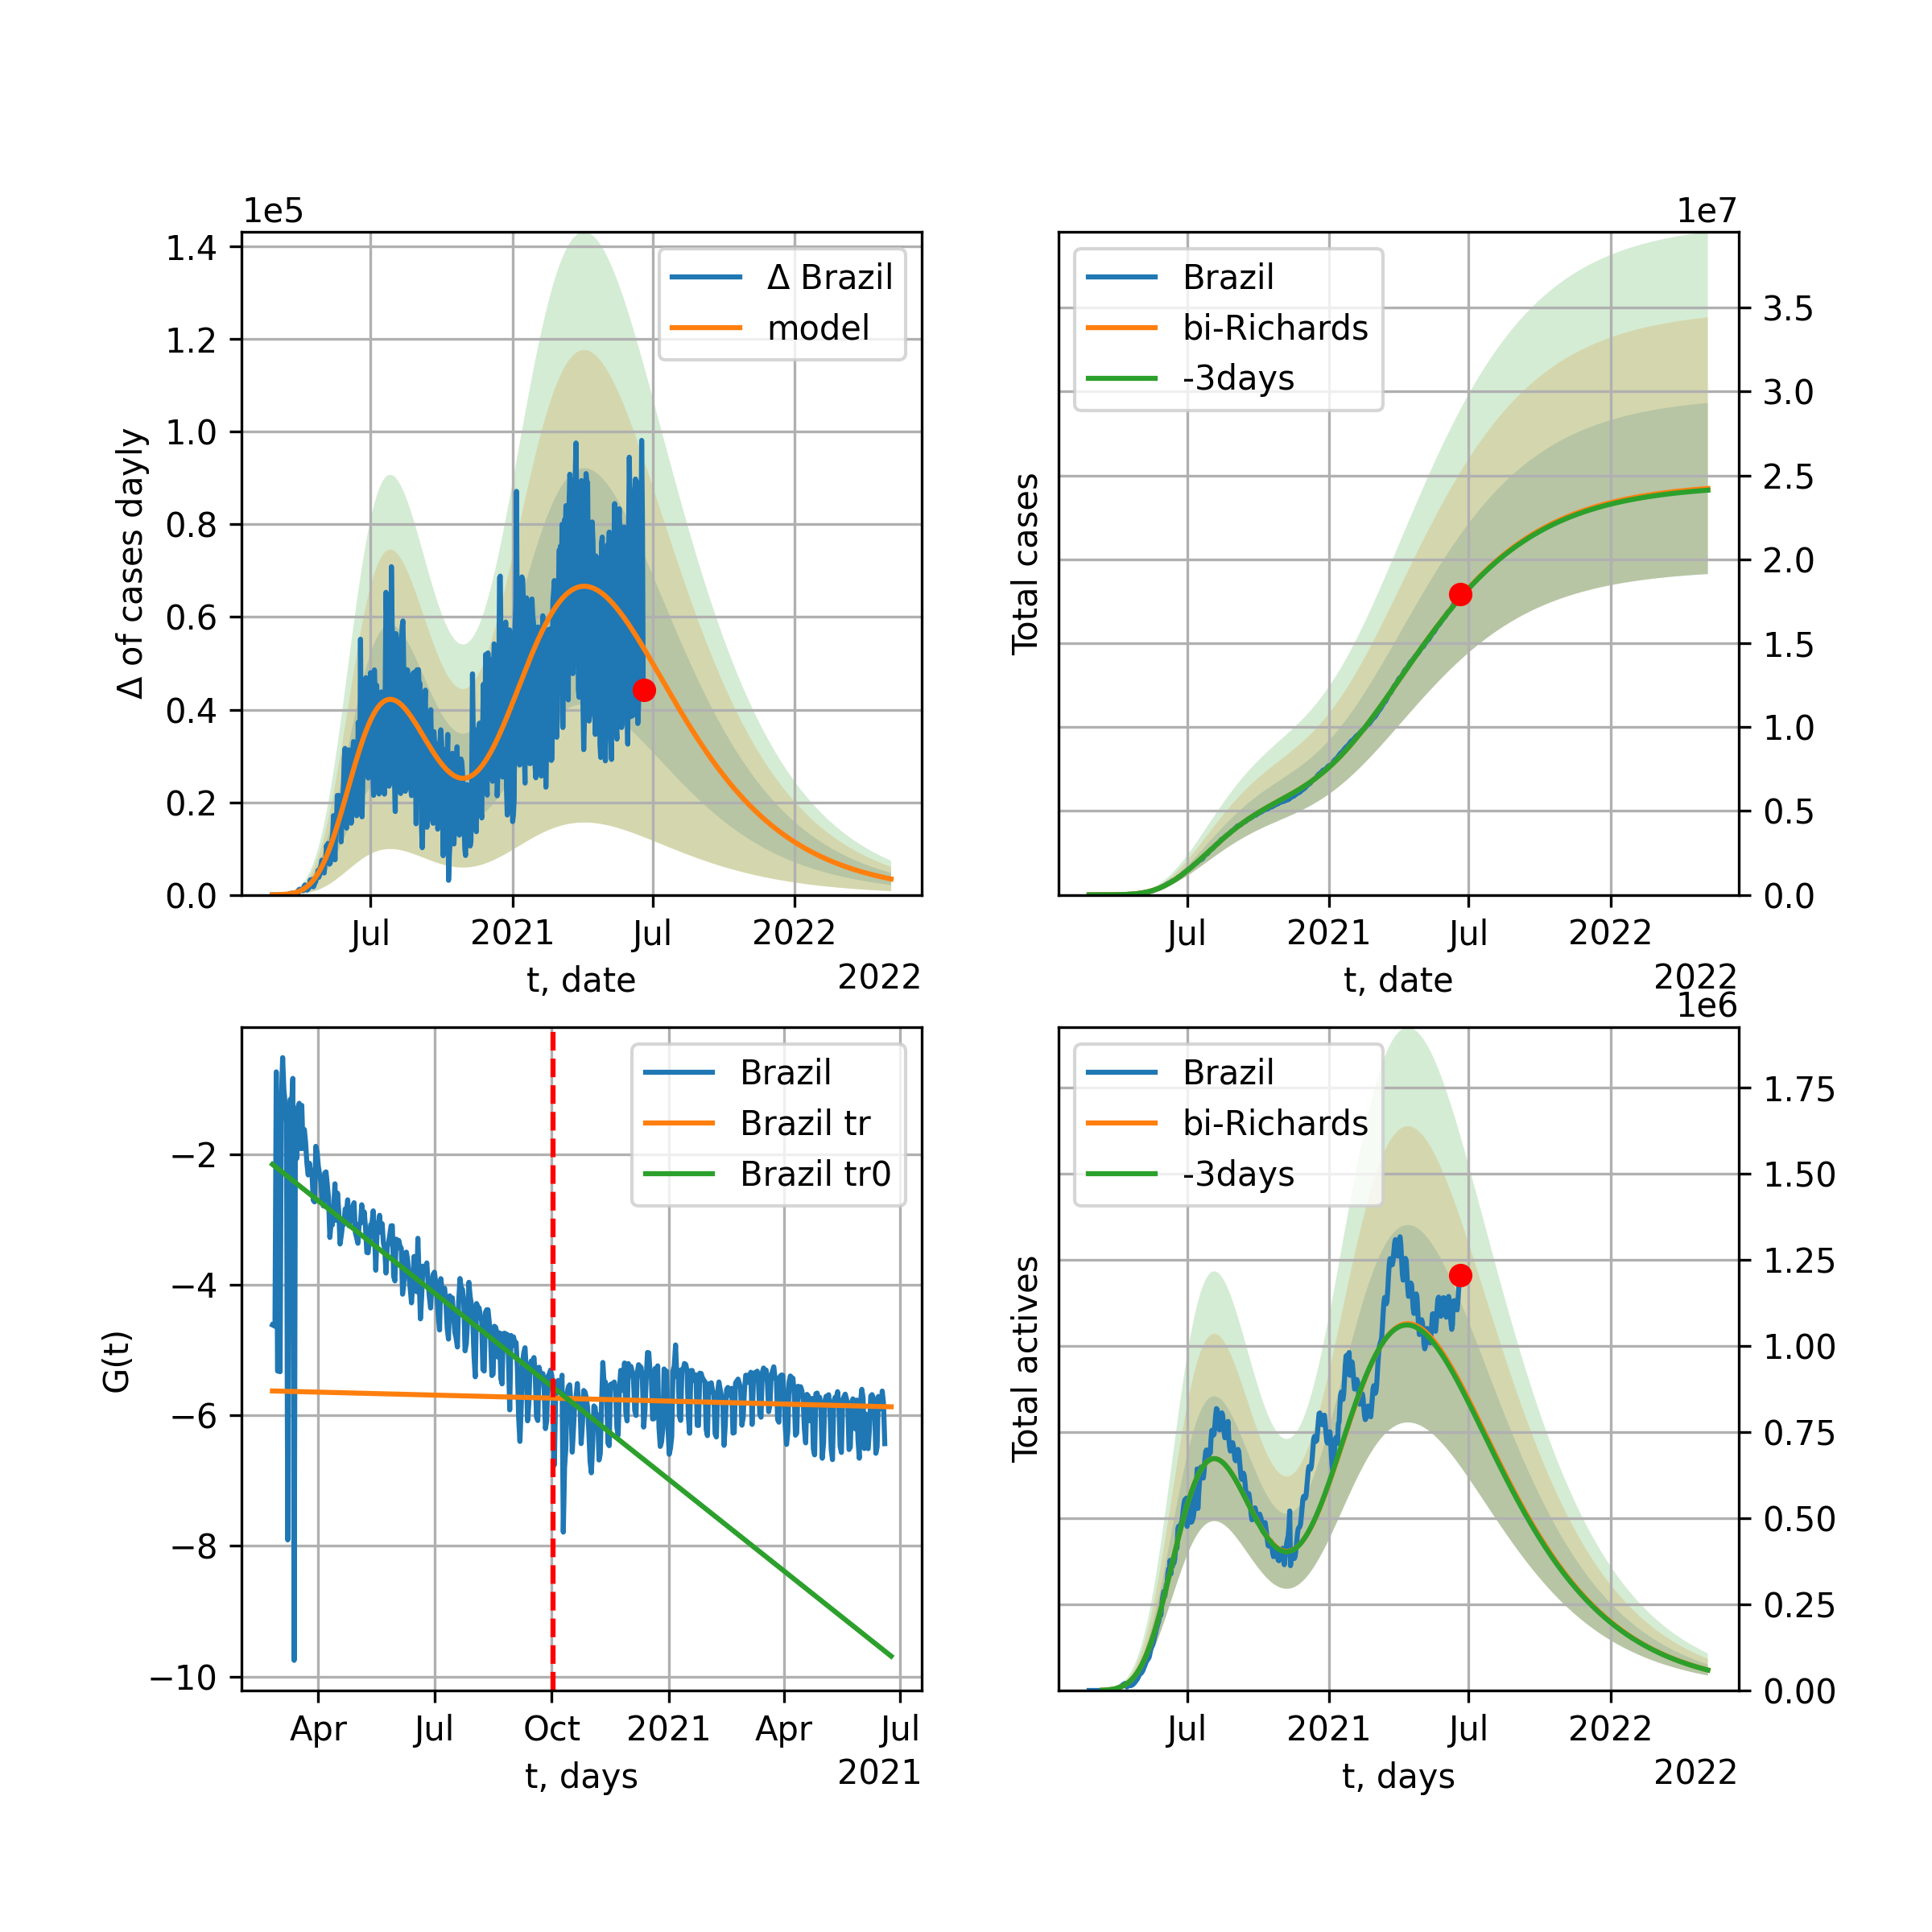 1e5
1.4
1.2
1.0
0.8
0.6
0.4
0.2
0.0
Δ of cases dayly
Δ Brazil
model
Jul
2021
Jul
2022
t, date
2022
1e7
Brazil
bi-Richards
-3days
Total cases
3.5
3.0
2.5
2.0
1.5
1.0
0.5
0.0
Jul
2021
Jul
2022
t, date
2022
G(t)
−2
−4
−6
−8
−10
Brazil
Brazil tr
Brazil tr0
Apr
Jul
Oct
2021
Apr
Jul
t, days
2021
1e6
Brazil
bi-Richards
-3days
Total actives
1.75
1.50
1.25
1.00
0.75
0.50
0.25
0.00
Jul
2021
Jul
2022
t, days
2022